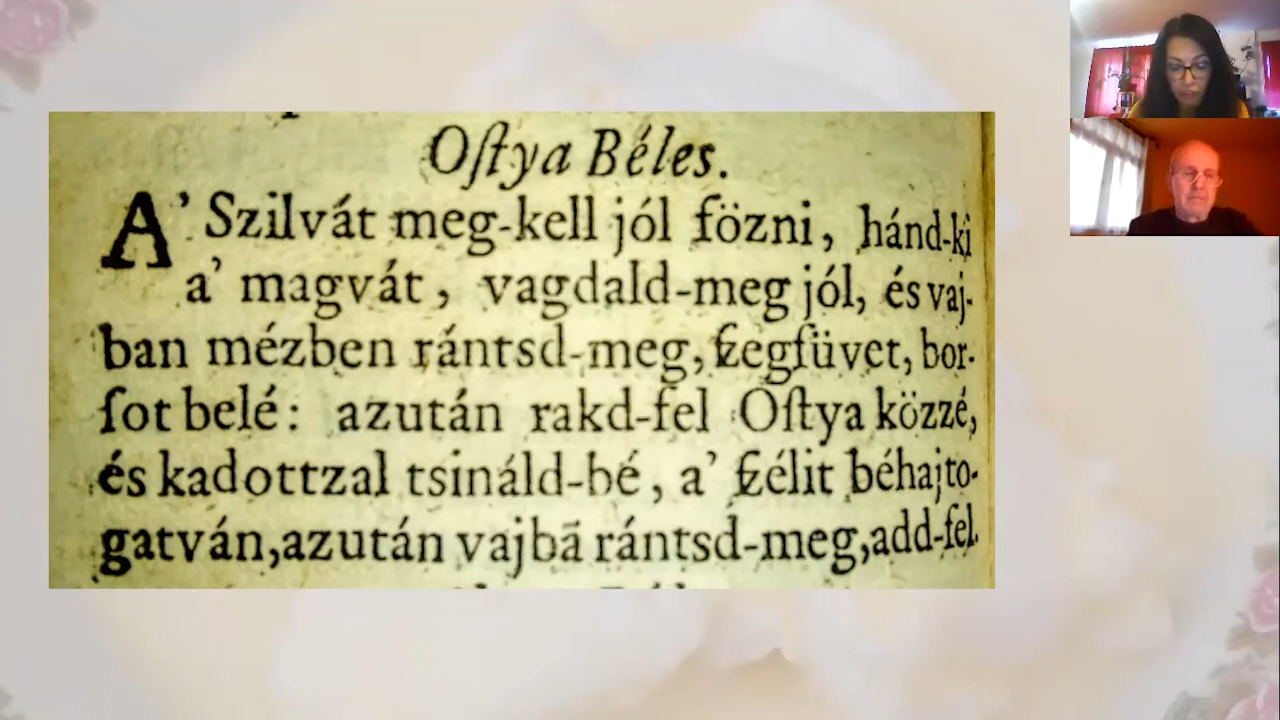 Oſtya Béles.
A’ Szilvát meg-kell jól fözni, hánd-ki
a’ magvát, vagdald-meg jól, és vaj-
ban mézben rántsd-meg, ſzegfüvet, bor-
ſot belé: azután rakd-fel Oſtya közzé,
és kadottzal tsináld-bé, a’ ſzélit béhajto-
gatván, azután vajbā rántsd-meg, add-fel.